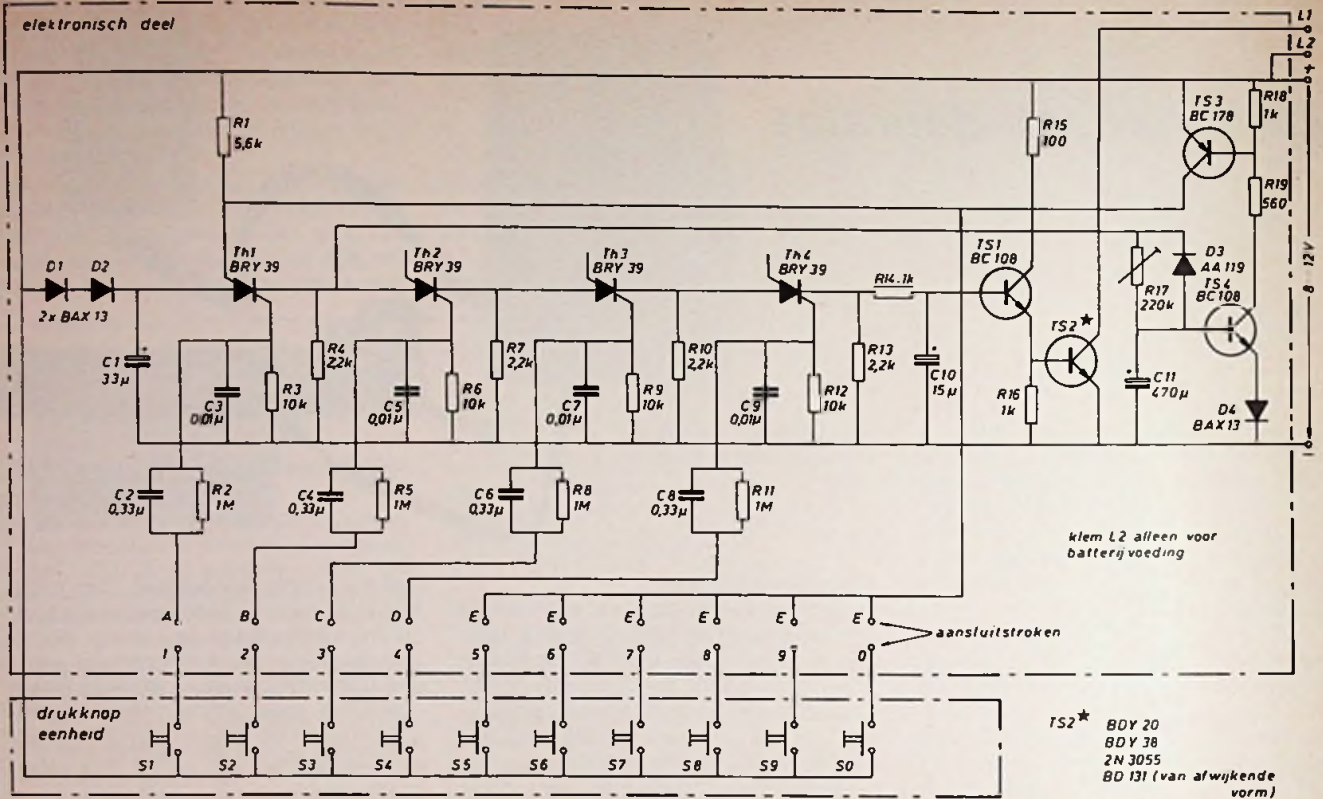 elektronisch deel
L1
L2
+
R1
5,6k
R15
100
TS3
BC 178
R18
1k
R19
560
D1
D2
2x BAX 13
Th1
BRY 39
Th2
BRY 39
Th3
BRY 39
Th4
BRY 39
R14.1k
TS1
BC 108
TS2★
R17
220k
D3
AA 119
TS4
BC108
8 - 12V
C1
33µ
C3
0,01µ
R3
10k
R4
2,2k
C5
0,01µ
R6
10k
R7
2,2k
C7
0,01µ
R9
10k
R10
2,2k
C9
0,01µ
R12
10k
R13
2,2k
C10
15µ
R16
1k
C11
470µ
D4
BAX13
-
C2
0,33µ
R2
1M
C4
0,33µ
R5
1M
C6
0,33µ
R8
1M
C8
0,33µ
R11
1M
klem L2 alleen voor
batterijvoeding
A B C D E E E E E E
aansluitstroken
1 2 3 4 5 6 7 8 9 0
drukknop
eenheid
S1 S2 S3 S4 S5 S6 S7 S8 S9 S0
TS2★ BDY 20
BDY 38
2N 3055
BD 131 (van afwijkende
vorm)